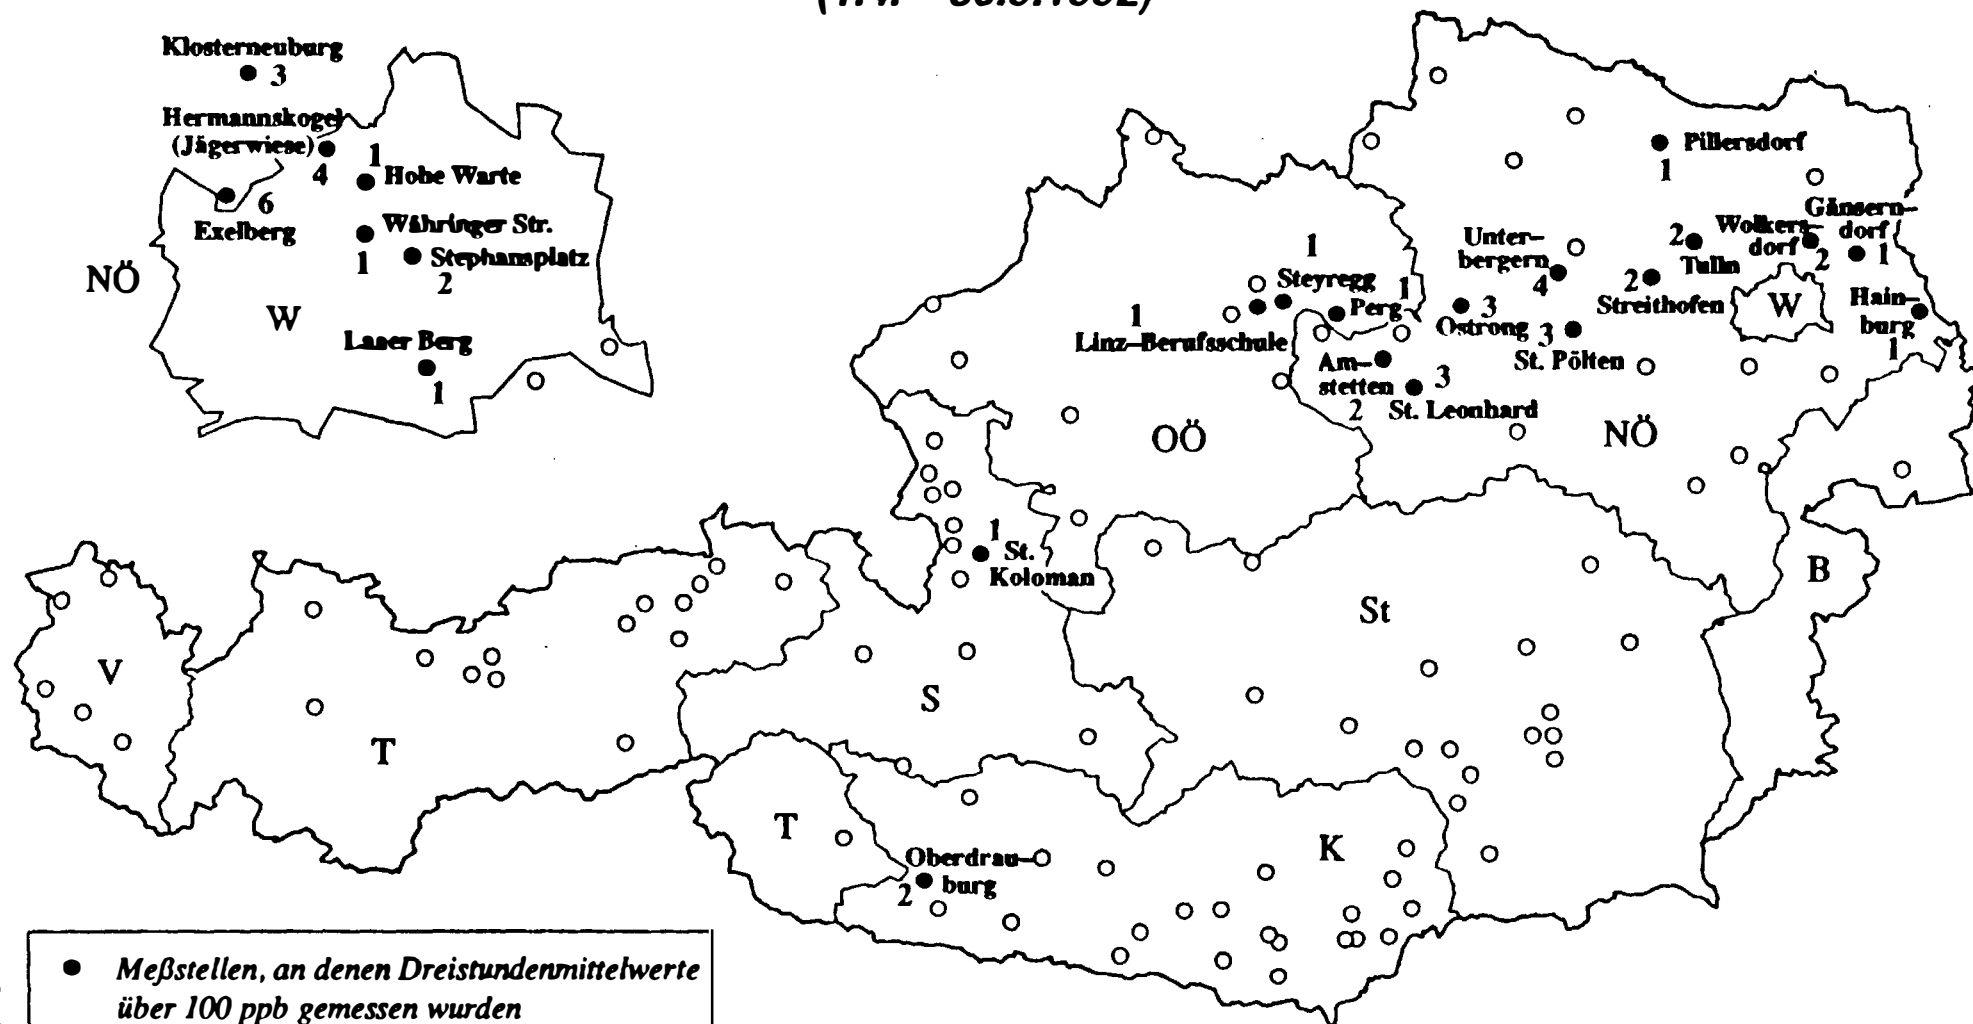 Klosterneuburg
3
Hermannskogel
(Jägerwiese)
4
1
Hohe Warte
6
Exelberg
Währinger Str.
1
Stephansplatz
2
NÖ
W
Laaer Berg
1
Pillersdorf
1
Gänsern-
dorf
1
Wolkers-
dorf
2
2
Tulln
Unter-
bergern
4
2
Streithofen
W
Hain-
burg
1
1
Steyregg
1
Perg
1
Linz-Berufsschule
3
Ostrong
3
St. Pölten
Am-
stetten
2
3
St. Leonhard
OÖ
NÖ
1
St.
Koloman
B
St
V
T
S
T
K
Oberdrau-
burg
2
Meßstellen, an denen Dreistundenmittelwerte
über 100 ppb gemessen wurden